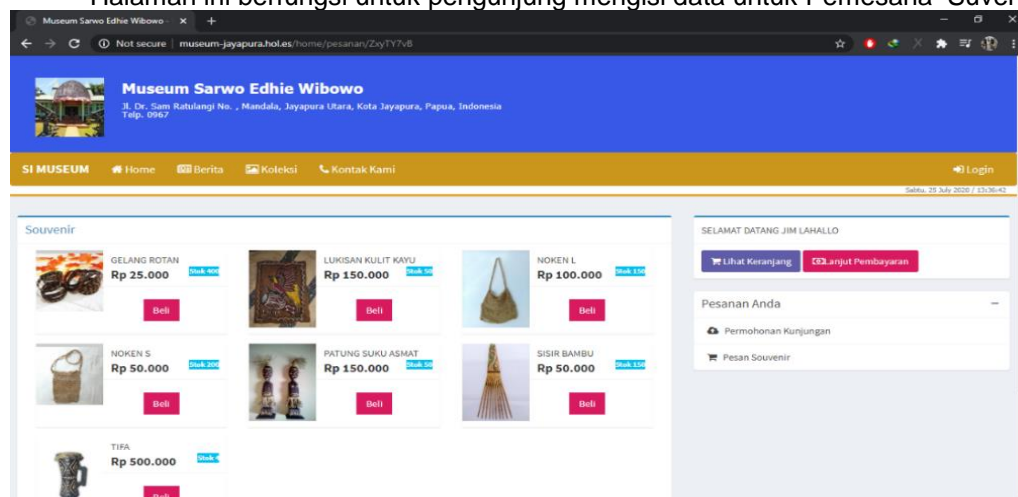 Halaman ini berfungsi untuk pengunjung mengisi data untuk Pemesana Suver
Museum Sarwo Edhie Wibowo -
Not secure | museum-jayapura.hol.es/home/pesanan/ZxyTY7vB
Museum Sarwo Edhie Wibowo
Jl. Dr. Sam Ratulangi No. , Mandala, Jayapura Utara, Kota Jayapura, Papua, Indonesia
Telp. 0967
SI MUSEUM Home Berita Koleksi Kontak Kami Login
Sabtu, 25 July 2020 / 13:36:42
Souvenir
GELANG ROTAN
Rp 25.000 Stok 400
Beli
LUKISAN KULIT KAYU
Rp 150.000 Stok 50
Beli
NOKEN L
Rp 100.000 Stok 150
Beli
NOKEN S
Rp 50.000 Stok 200
Beli
PATUNG SUKU ASMAT
Rp 150.000 Stok 50
Beli
SISIR BAMBU
Rp 50.000 Stok 150
Beli
TIFA
Rp 500.000 Stok 4
Beli
SELAMAT DATANG JIM LAHALLO
Lihat Keranjang Lanjut Pembayaran
Pesanan Anda
Permohonan Kunjungan
Pesan Souvenir